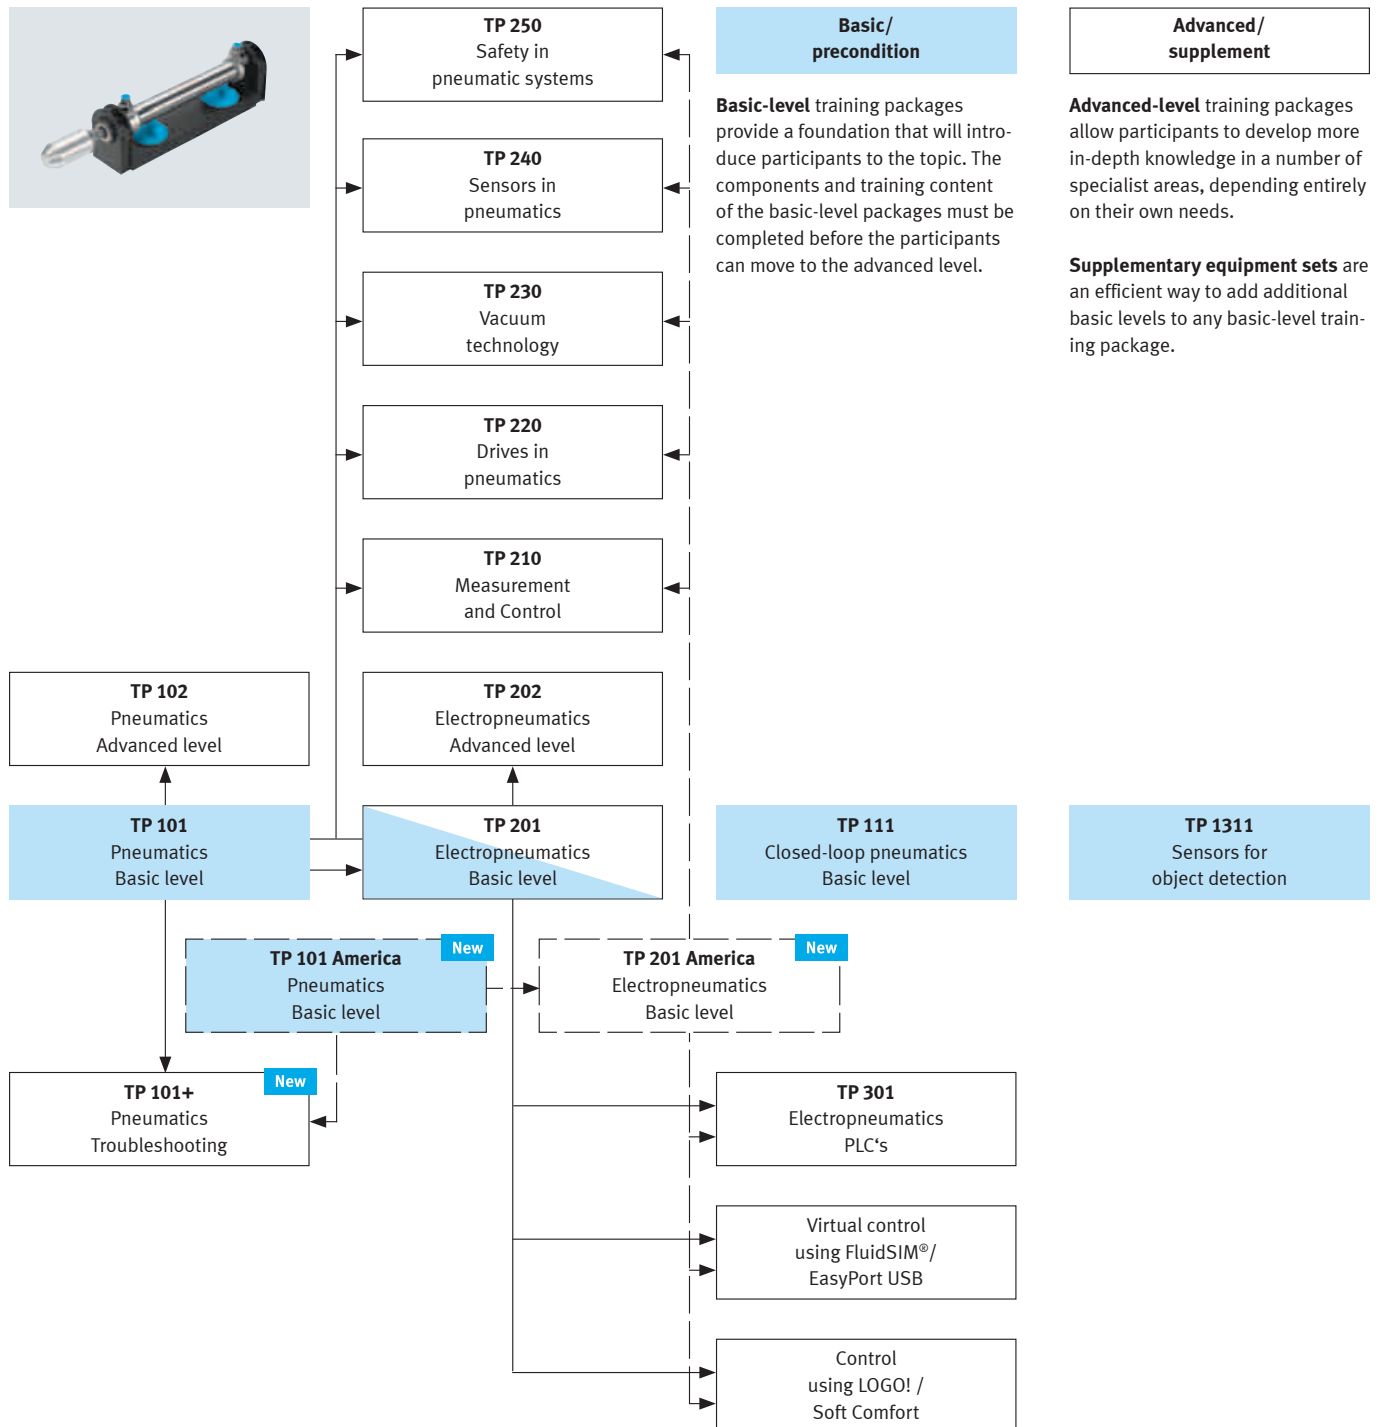 TP 250
Safety in
pneumatic systems
Basic/
precondition
Advanced/
supplement
Basic-level training packages
provide a foundation that will intro-
duce participants to the topic. The
components and training content
of the basic-level packages must be
completed before the participants
can move to the advanced level.
Advanced-level training packages
allow participants to develop more
in-depth knowledge in a number of
specialist areas, depending entirely
on their own needs.
Supplementary equipment sets are
an efficient way to add additional
basic levels to any basic-level train-
ing package.
TP 240
Sensors in
pneumatics
TP 230
Vacuum
technology
TP 220
Drives in
pneumatics
TP 210
Measurement
and Control
TP 102
Pneumatics
Advanced level
TP 202
Electropneumatics
Advanced level
TP 101
Pneumatics
Basic level
TP 201
Electropneumatics
Basic level
TP 111
Closed-loop pneumatics
Basic level
TP 1311
Sensors for
object detection
New
TP 101 America
Pneumatics
Basic level
New
TP 201 America
Electropneumatics
Basic level
New
TP 101+
Pneumatics
Troubleshooting
TP 301
Electropneumatics
PLC‘s
Virtual control
using FluidSIM®/
EasyPort USB
Control
using LOGO! /
Soft Comfort